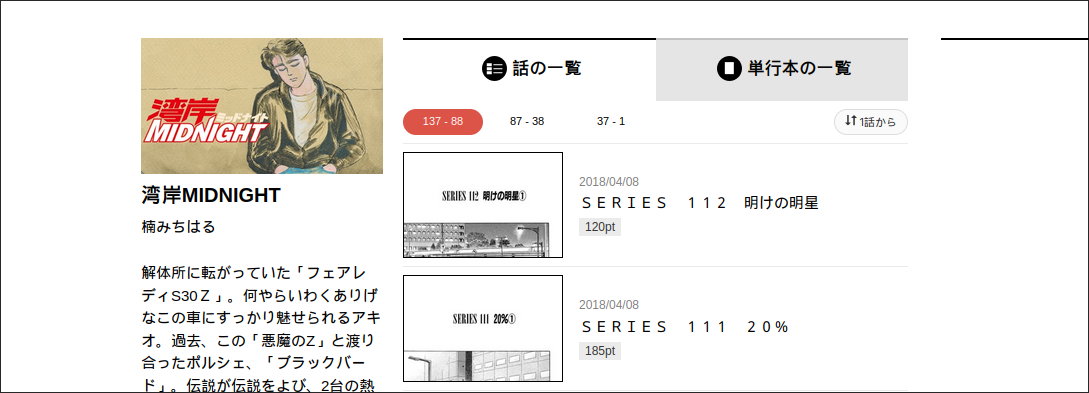 湾岸
ミッドナイト
MIDNIGHT
湾岸MIDNIGHT
楠みちはる
解体所に転がっていた「フェアレ
ディS30Ｚ」。何やらいわくありげ
なこの車にすっかり魅せられるアキ
オ。過去、この「悪魔のZ」と渡り
合ったポルシェ、「ブラックバー
ド」。伝説が伝説をよび、2台の熱
話の一覧
単行本の一覧
137 - 88
87 - 38
37 - 1
1話から
SERIES 112 明けの明星①
2018/04/08
ＳＥＲＩＥＳ　１１２　明けの明星
120pt
SERIES 111 20%①
2018/04/08
ＳＥＲＩＥＳ　１１１　２０％
185pt